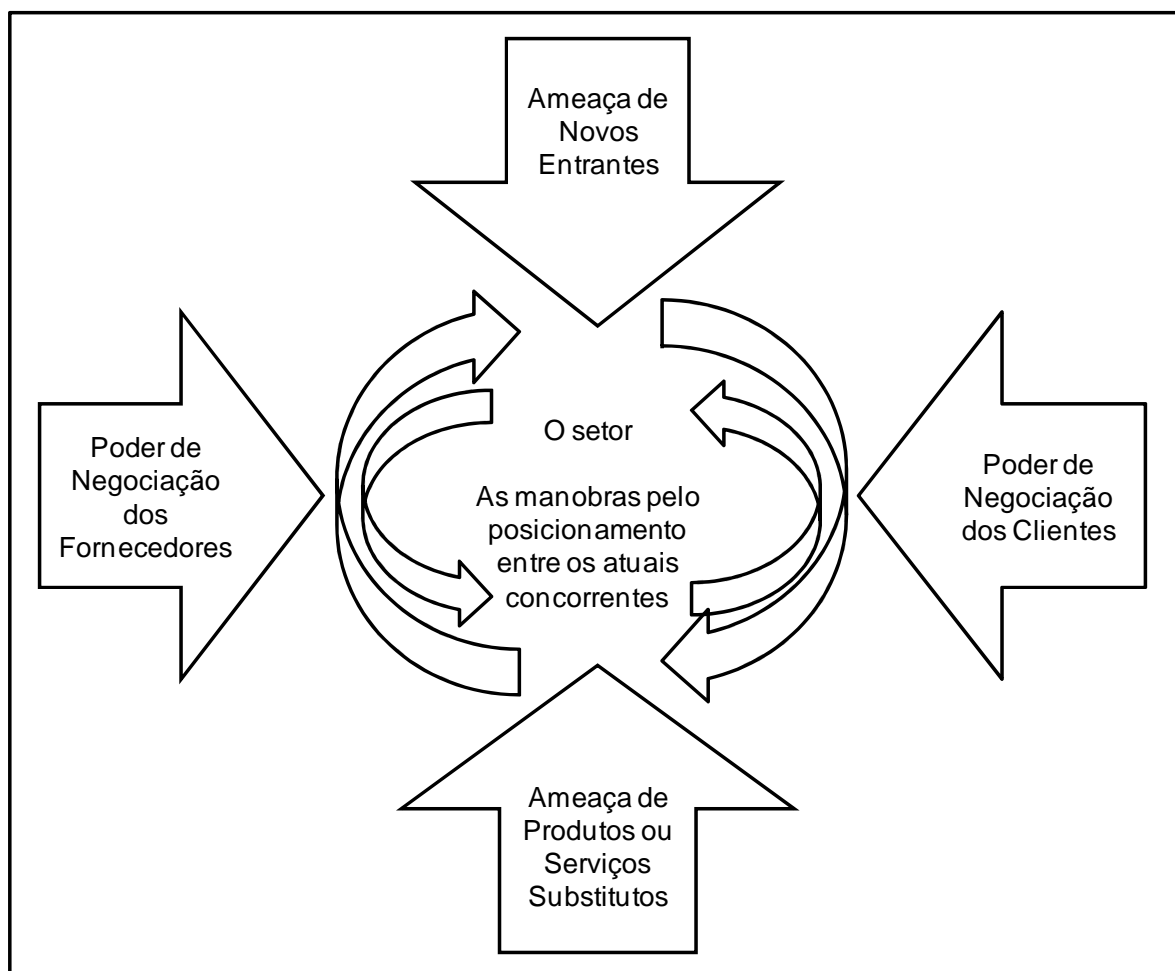 Ameaça de
Novos
Entrantes
Poder de
Negociação
dos
Fornecedores
O setor
As manobras pelo
posicionamento
entre os atuais
concorrentes
Poder de
Negociação
dos Clientes
Ameaça de
Produtos ou
Serviços
Substitutos